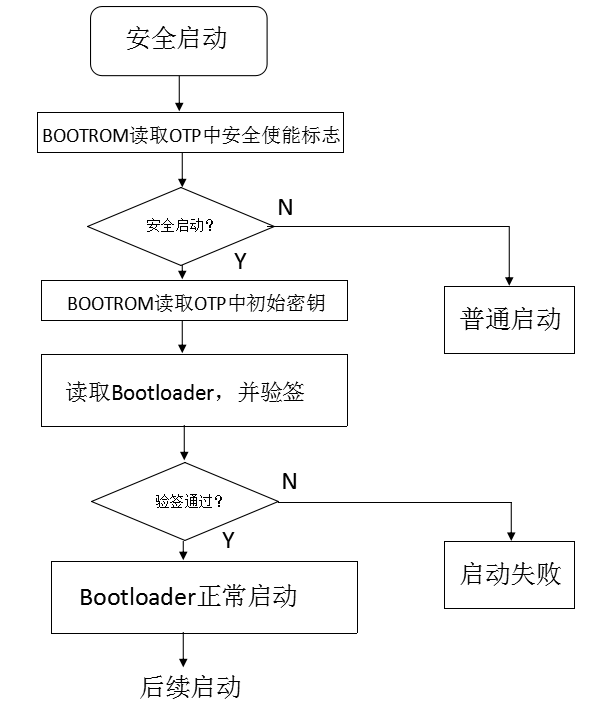 安全启动
BOOTROM读取OTP中安全使能标志
安全启动？
N
Y
BOOTROM读取OTP中初始密钥
普通启动
读取Bootloader，并验签
验签通过？
N
Y
Bootloader正常启动
启动失败
后续启动